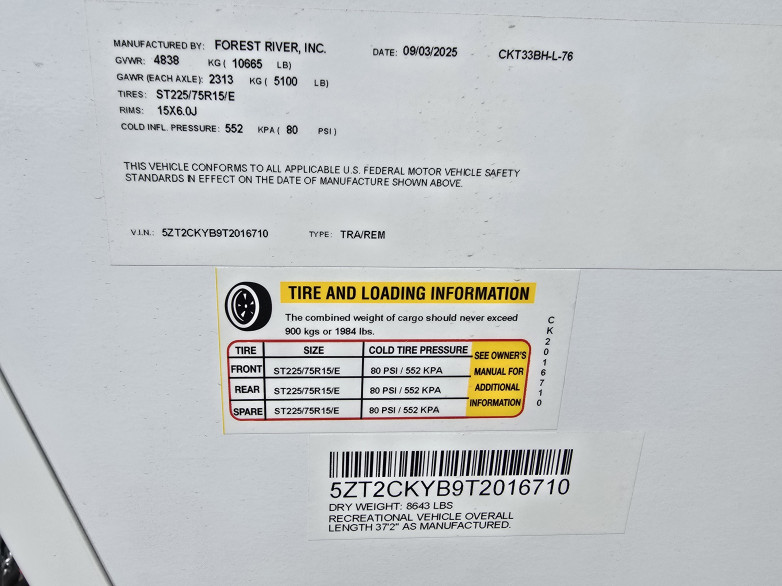 MANUFACTURED BY: FOREST RIVER, INC. DATE: 09/03/2025 CKT33BH-L-76
GVWR: 4838 KG ( 10665 LB)
GAWR (EACH AXLE): 2313 KG ( 5100 LB)
TIRES: ST225/75R15/E
RIMS: 15X6.0J
COLD INFL. PRESSURE: 552 KPA ( 80 PSI )
THIS VEHICLE CONFORMS TO ALL APPLICABLE U.S. FEDERAL MOTOR VEHICLE SAFETY
STANDARDS IN EFFECT ON THE DATE OF MANUFACTURE SHOWN ABOVE.
V.I.N.: 5ZT2CKYB9T2016710 TYPE: TRA/REM
TIRE AND LOADING INFORMATION
The combined weight of cargo should never exceed
900 kgs or 1984 lbs.
TIRE SIZE COLD TIRE PRESSURE
FRONT ST225/75R15/E 80 PSI / 552 KPA
REAR ST225/75R15/E 80 PSI / 552 KPA
SPARE ST225/75R15/E 80 PSI / 552 KPA
SEE OWNER'S
MANUAL FOR
ADDITIONAL
INFORMATION
CK2016710
5ZT2CKYB9T2016710
DRY WEIGHT: 8643 LBS
RECREATIONAL VEHICLE OVERALL
LENGTH 37'2" AS MANUFACTURED.